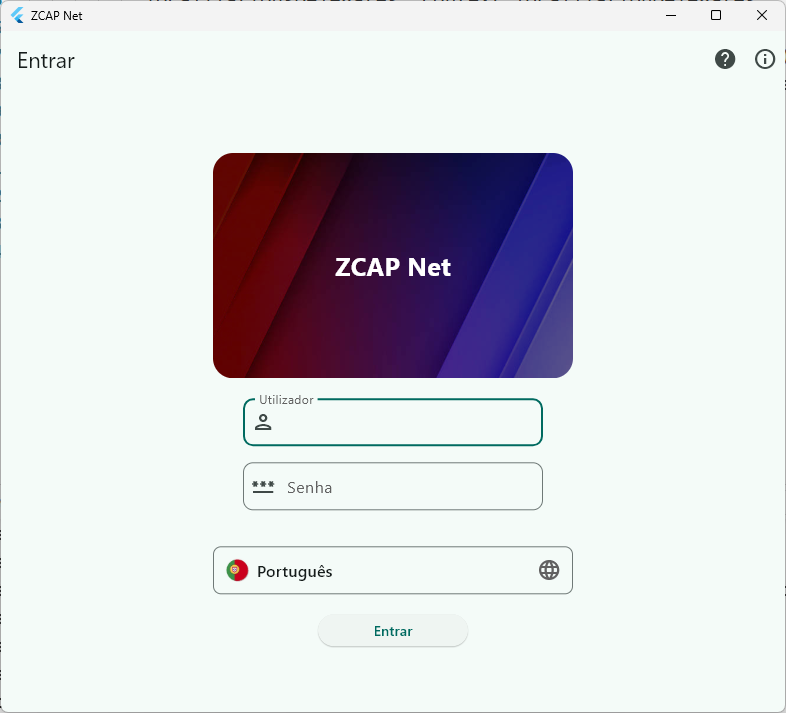 ZCAP Net
Entrar
ZCAP Net
Utilizador
Senha
Português
Entrar